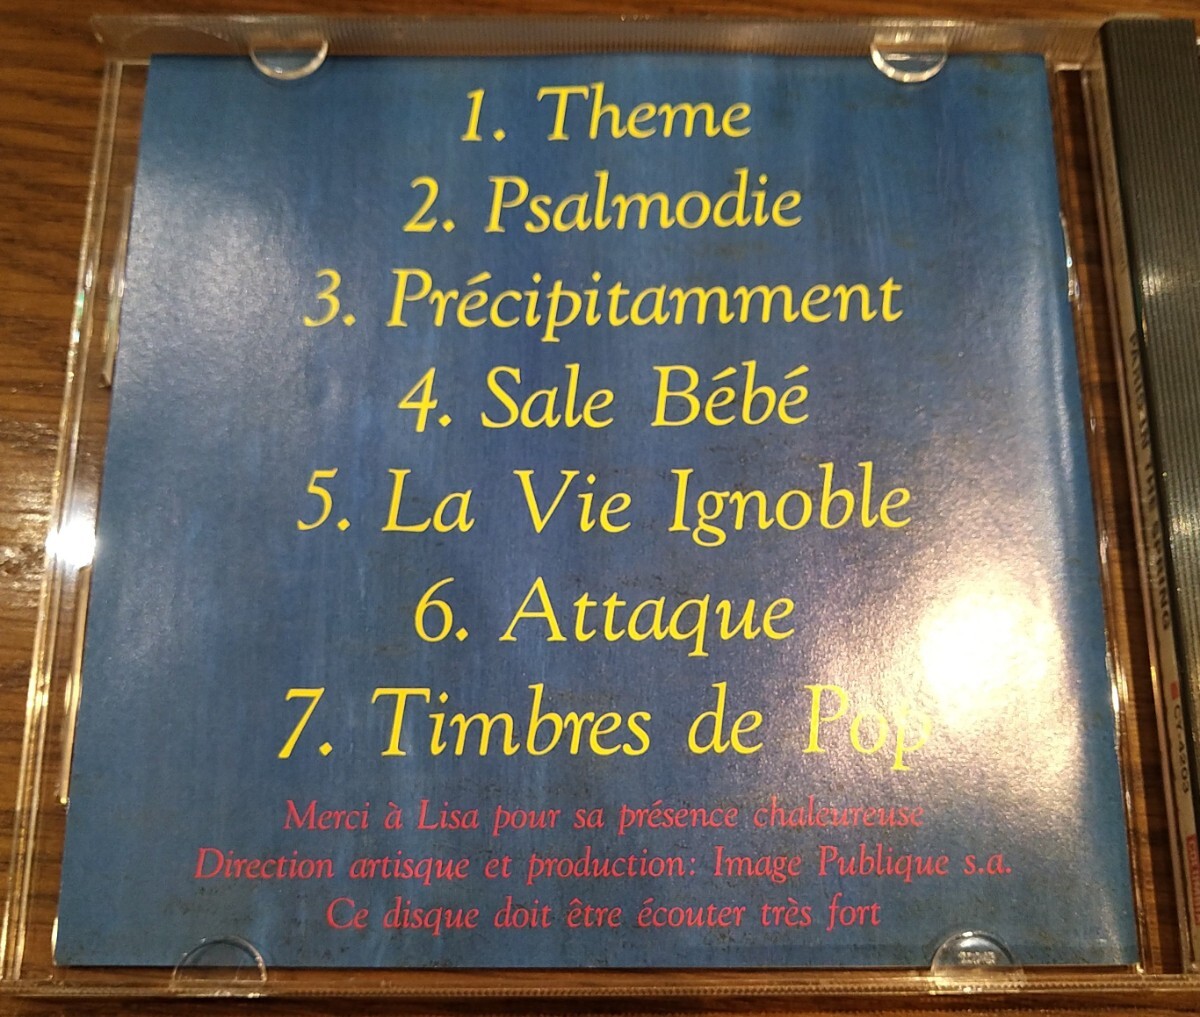 1. Theme
2. Psalmodie
3. Précipitamment
4. Sale Bébé
5. La Vie Ignoble
6. Attaque
7. Timbres de Pop
Merci à Lisa pour sa présence chaleureuse
Direction artisque et production: Image Publique s.a.
Ce disque doit être écouter très fort